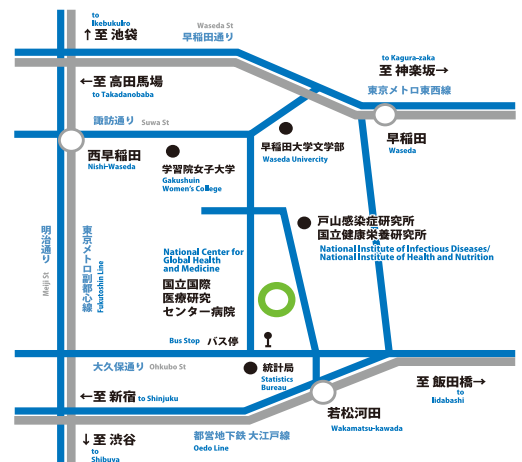 to
Ikebukuro
↑至 池袋
Waseda St
早稲田通り
to Kagura-zaka
至 神楽坂→
東京メトロ東西線
←至 高田馬場
to Takadanobaba
諏訪通り Suwa St
西早稲田
Nishi-Waseda
学習院女子大学
Gakushuin
Women's College
早稲田大学文学部
Waseda Univercity
早稲田
Waseda
戸山感染症研究所
国立健康栄養研究所
National Institute of Infectious Diseases/
National Institute of Health and Nutrition
明治通り
Meiji St
東京メトロ副都心線
Fukutoshin Line
National Center for
Global Health
and Medicine
国立国際
医療研究
センター病院
Bus Stop バス停
大久保通り Ohkubo St
統計局
Statistics
Bureau
←至 新宿 to Shinjuku
至 飯田橋→
to
Iidabashi
若松河田
Wakamatsu-kawada
↓至 渋谷
to
Shibuya
都営地下鉄 大江戸線
Oedo Line